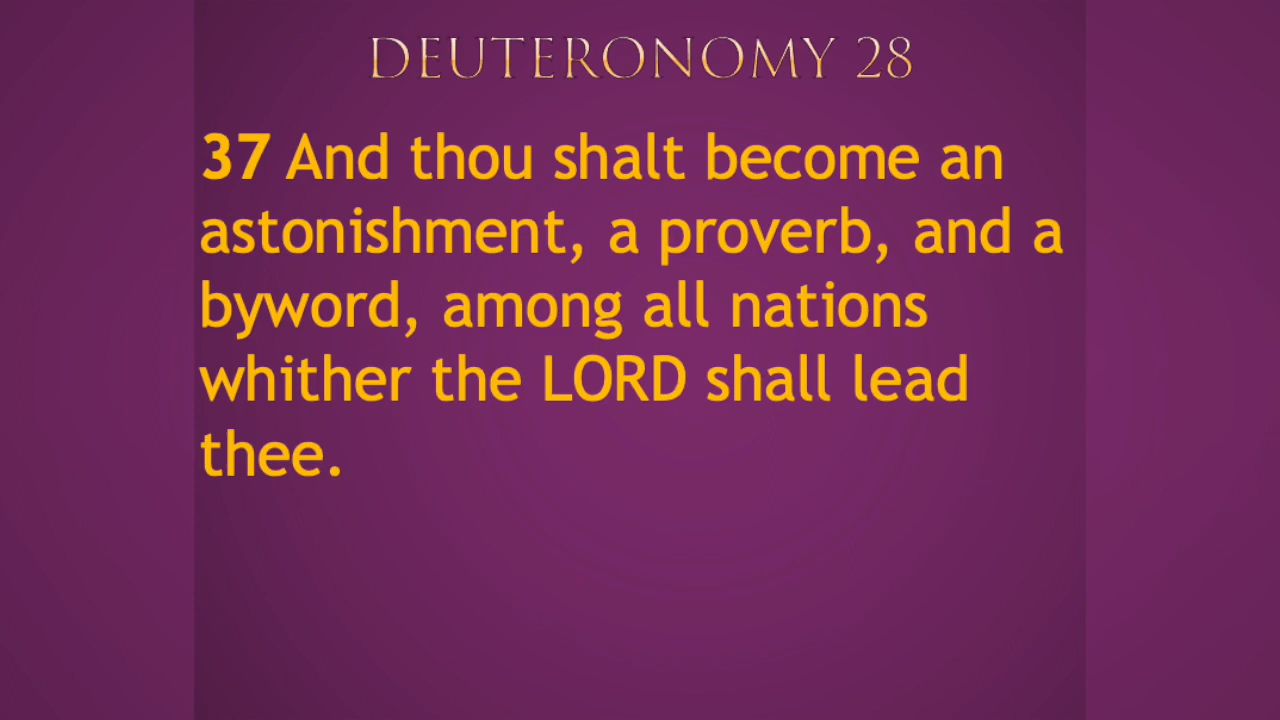 DEUTERONOMY 28
37 And thou shalt become an
astonishment, a proverb, and a
byword, among all nations
whither the LORD shall lead
thee.